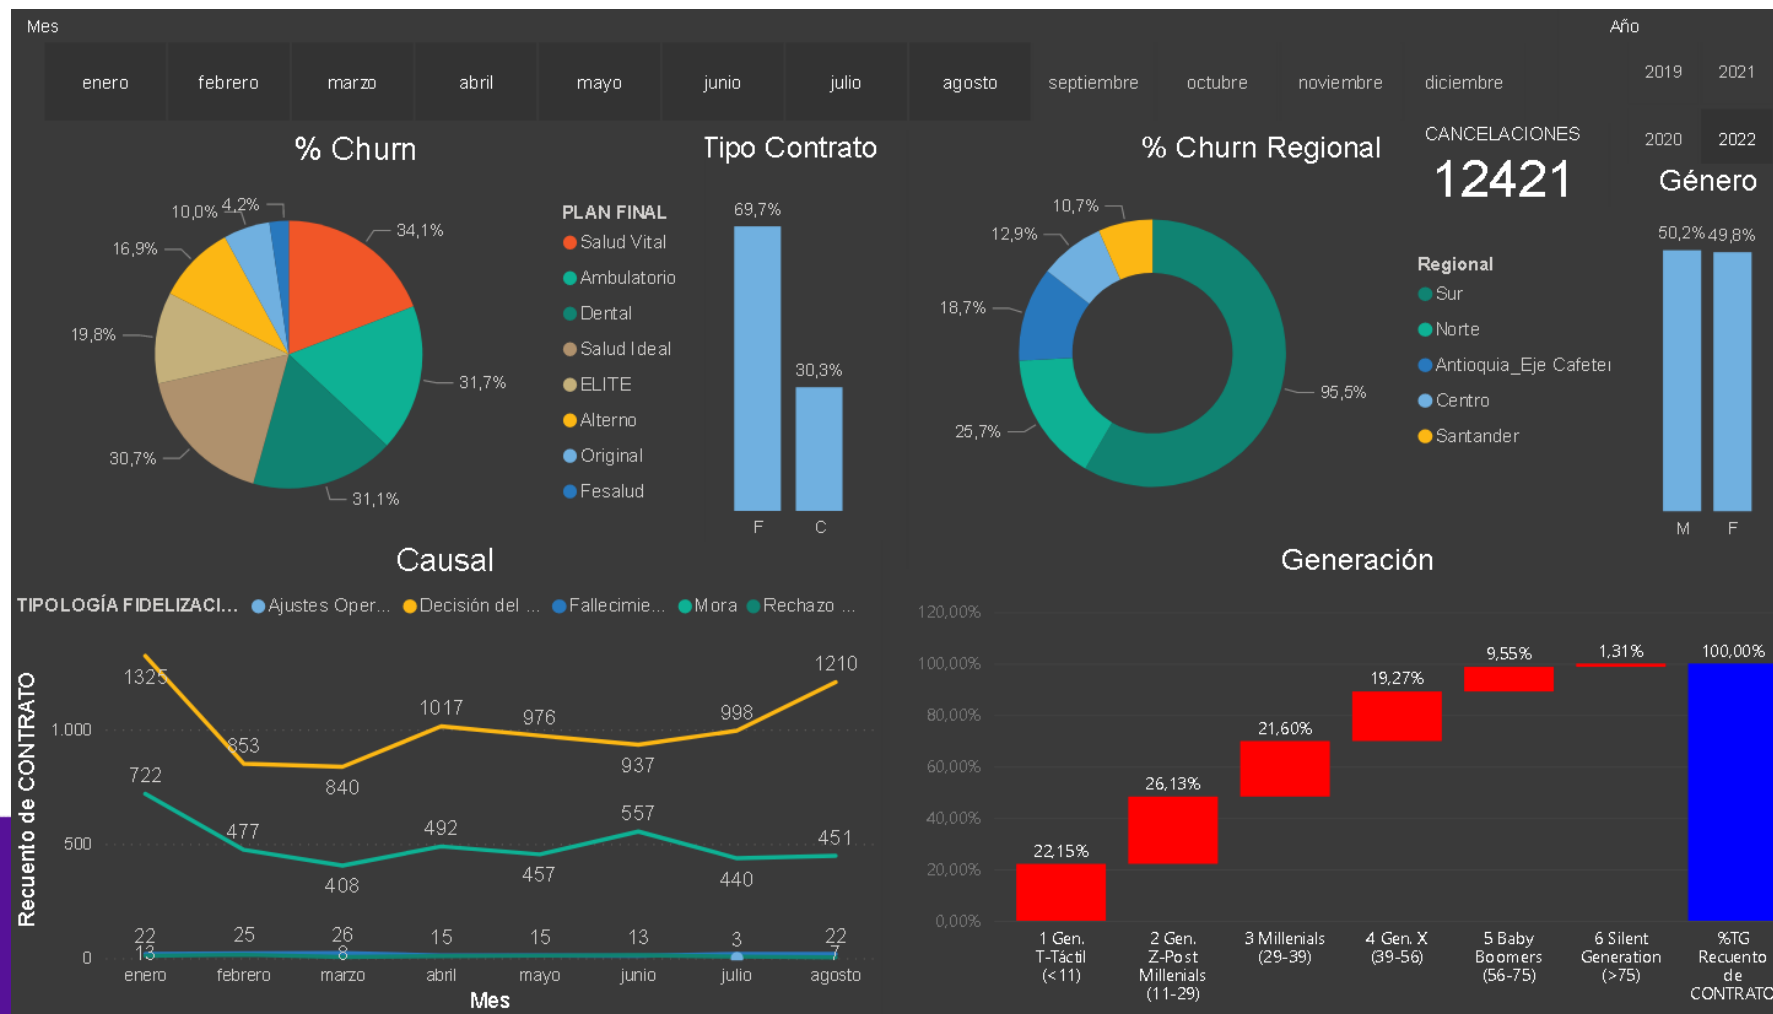 Mes
Año
enero febrero marzo abril mayo junio julio agosto septiembre octubre noviembre diciembre
2019 2021
2020 2022
% Churn
Tipo Contrato
% Churn Regional
CANCELACIONES
12421
Género
PLAN FINAL
Salud Vital
Ambulatorio
Dental
Salud Ideal
ELITE
Alterno
Original
Fesalud
34,1%
31,7%
31,1%
30,7%
19,8%
16,9%
10,0%
4,2%
69,7%
30,3%
F C
95,5%
25,7%
18,7%
12,9%
10,7%
Regional
Sur
Norte
Antioquia_Eje Cafeter
Centro
Santander
50,2% 49,8%
M F
Causal
TIPOLOGÍA FIDELIZACI... Ajustes Oper... Decisión del ... Fallecimie... Mora Rechazo ...
Recuento de CONTRATO
1.000
500
0
1325 853 840 1017 976 937 998 1210
722 477 408 492 457 557 440 451
22 25 26 15 15 13 3 22
13 8 7
enero febrero marzo abril mayo junio julio agosto
Mes
Generación
120,00%
100,00%
80,00%
60,00%
40,00%
20,00%
0,00%
22,15%
26,13%
21,60%
19,27%
9,55%
1,31%
100,00%
1 Gen.
T-Táctil
(<11)
2 Gen.
Z-Post
Millenials
(11-29)
3 Millenials
(29-39)
4 Gen. X
(39-56)
5 Baby
Boomers
(56-75)
6 Silent
Generation
(>75)
%TG
Recuento
de
CONTRATO